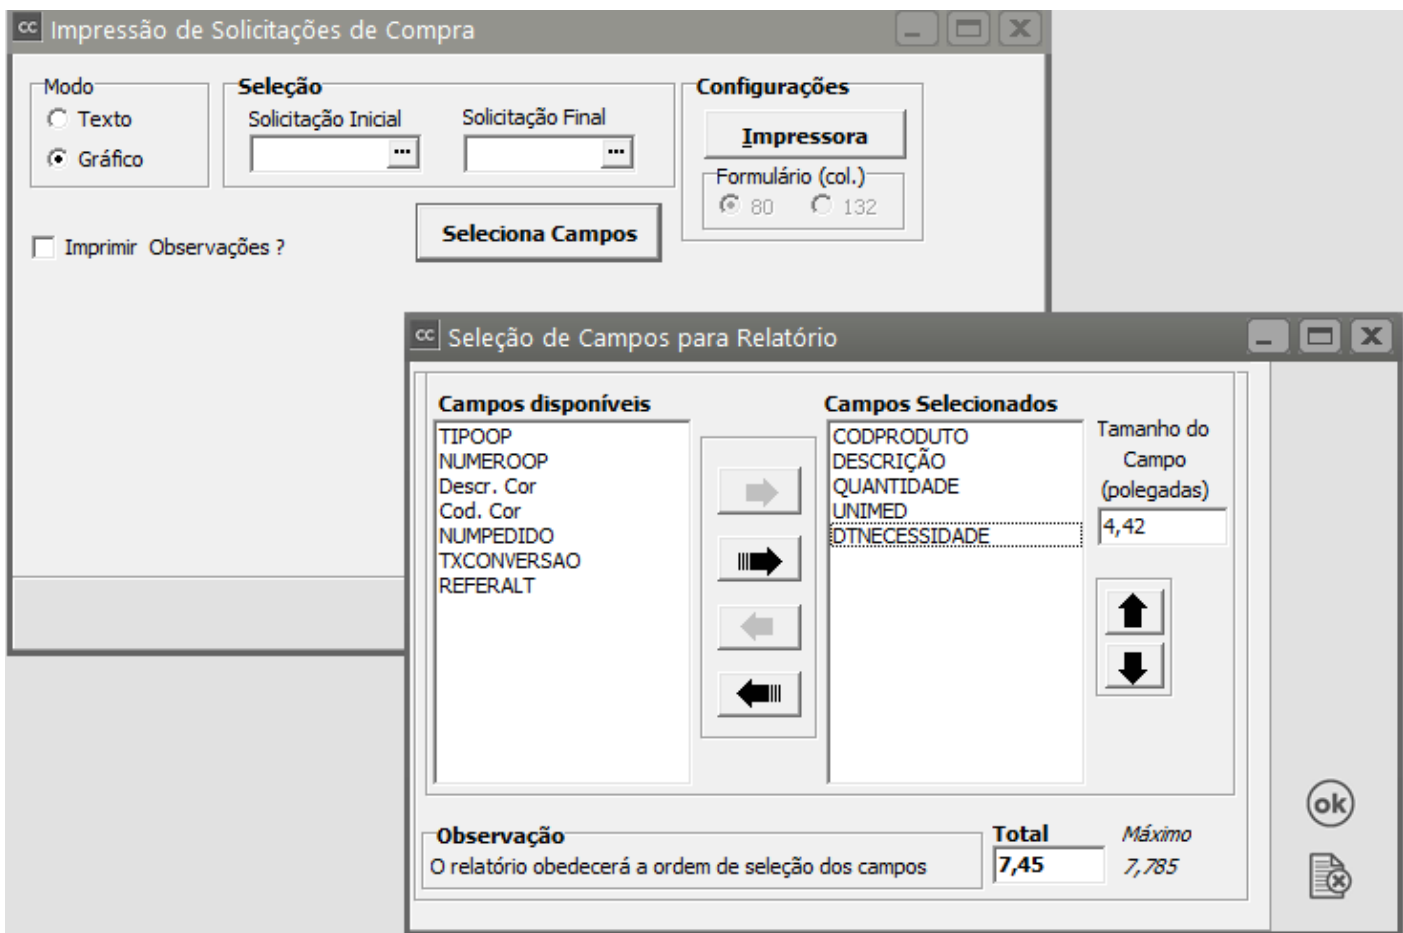 cc Impressão de Solicitações de Compra
Modo
Texto
Gráfico
Seleção
Solicitação Inicial
Solicitação Final
...
...
Configurações
Impressora
Formulário (col.)
80
132
Imprimir Observações ?
Seleciona Campos
cc Seleção de Campos para Relatório
Campos disponíveis
TIPOOP
NUMEROOP
Descr. Cor
Cod. Cor
NUMPEDIDO
TXCONVERSAO
REFERALT
Campos Selecionados
CODPRODUTO
DESCRIÇÃO
QUANTIDADE
UNIMED
DTNECESSIDADE
Tamanho do
Campo
(polegadas)
4,42
Observação
O relatório obedecerá a ordem de seleção dos campos
Total
7,45
Máximo
7,785
ok